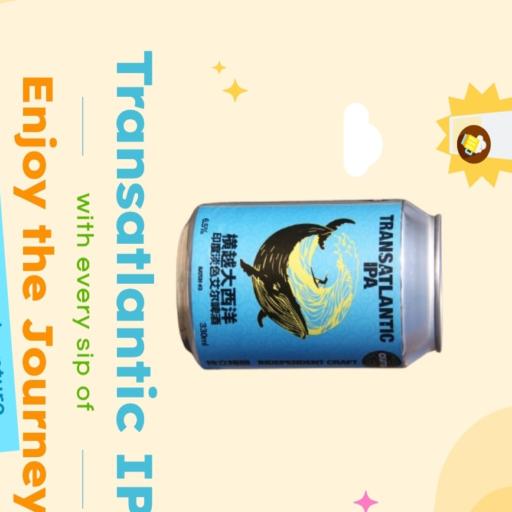 TRANSATLANTIC
IPA
6.5%
横越大西洋
印度淡色艾尔啤酒
330ml
INDEPENDENT CRAFT
Transatlantic IP
with every sip of
Enjoy the Journey